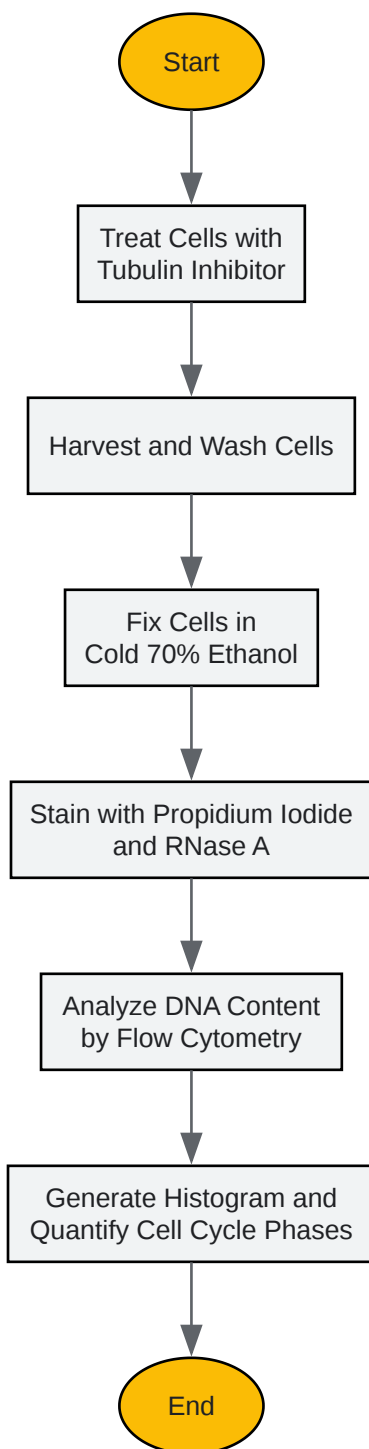 Start
Treat Cells with
Tubulin Inhibitor
Harvest and Wash Cells
Fix Cells in
Cold 70% Ethanol
Stain with Propidium Iodide
and RNase A
Analyze DNA Content
by Flow Cytometry
Generate Histogram and
Quantify Cell Cycle Phases
End